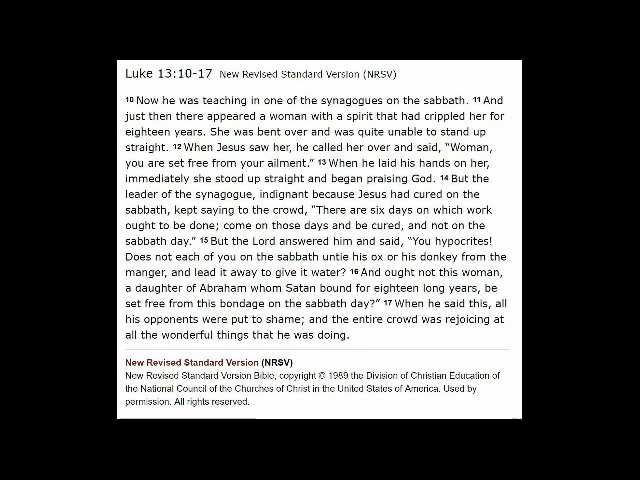 Luke 13:10-17 New Revised Standard Version (NRSV)
10 Now he was teaching in one of the synagogues on the sabbath. 11 And
just then there appeared a woman with a spirit that had crippled her for
eighteen years. She was bent over and was quite unable to stand up
straight. 12 When Jesus saw her, he called her over and said, “Woman,
you are set free from your ailment.” 13 When he laid his hands on her,
immediately she stood up straight and began praising God. 14 But the
leader of the synagogue, indignant because Jesus had cured on the
sabbath, kept saying to the crowd, “There are six days on which work
ought to be done; come on those days and be cured, and not on the
sabbath day.” 15 But the Lord answered him and said, “You hypocrites!
Does not each of you on the sabbath untie his ox or his donkey from the
manger, and lead it away to give it water? 16 And ought not this woman,
a daughter of Abraham whom Satan bound for eighteen long years, be
set free from this bondage on the sabbath day?” 17 When he said this, all
his opponents were put to shame; and the entire crowd was rejoicing at
all the wonderful things that he was doing.
New Revised Standard Version (NRSV)
New Revised Standard Version Bible, copyright © 1989 the Division of Christian Education of
the National Council of the Churches of Christ in the United States of America. Used by
permission. All rights reserved.